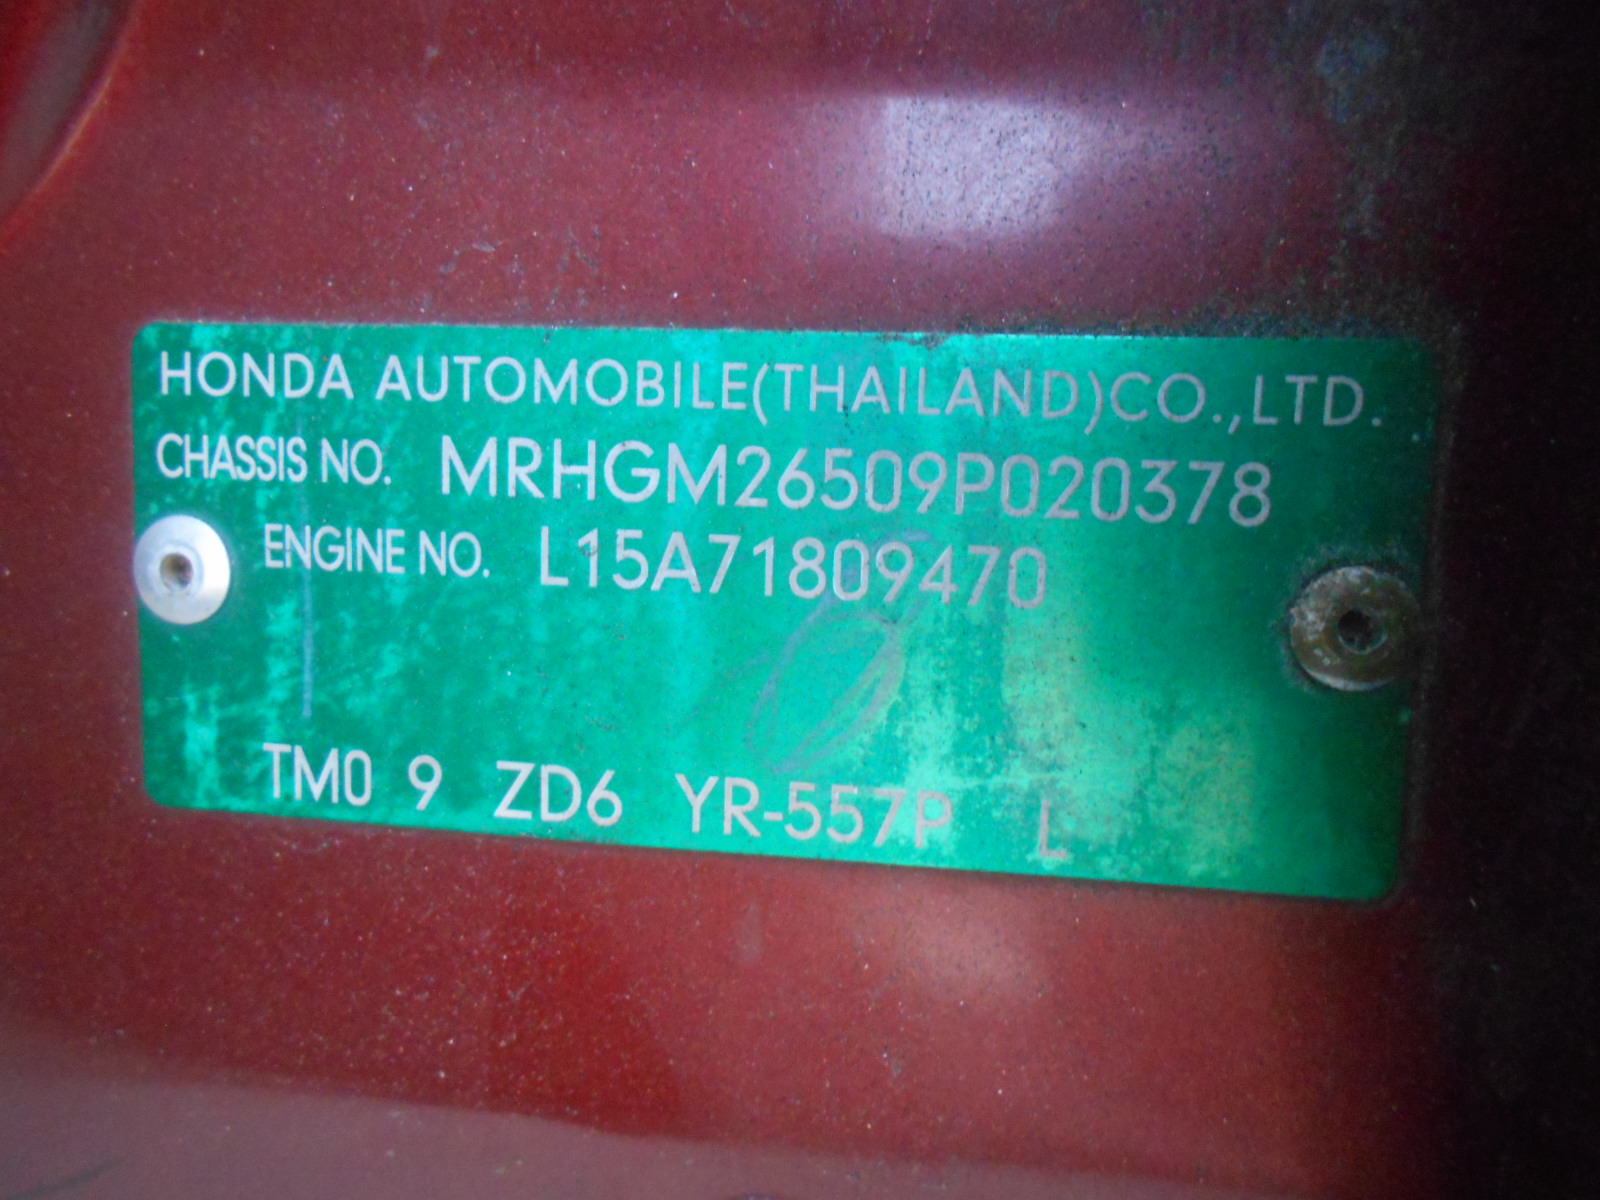 HONDA AUTOMOBILE(THAILAND)CO.,LTD.
CHASSIS NO. MRHGM26509P020378
ENGINE NO. L15A71809470
TM0 9 ZD6 YR-557P L